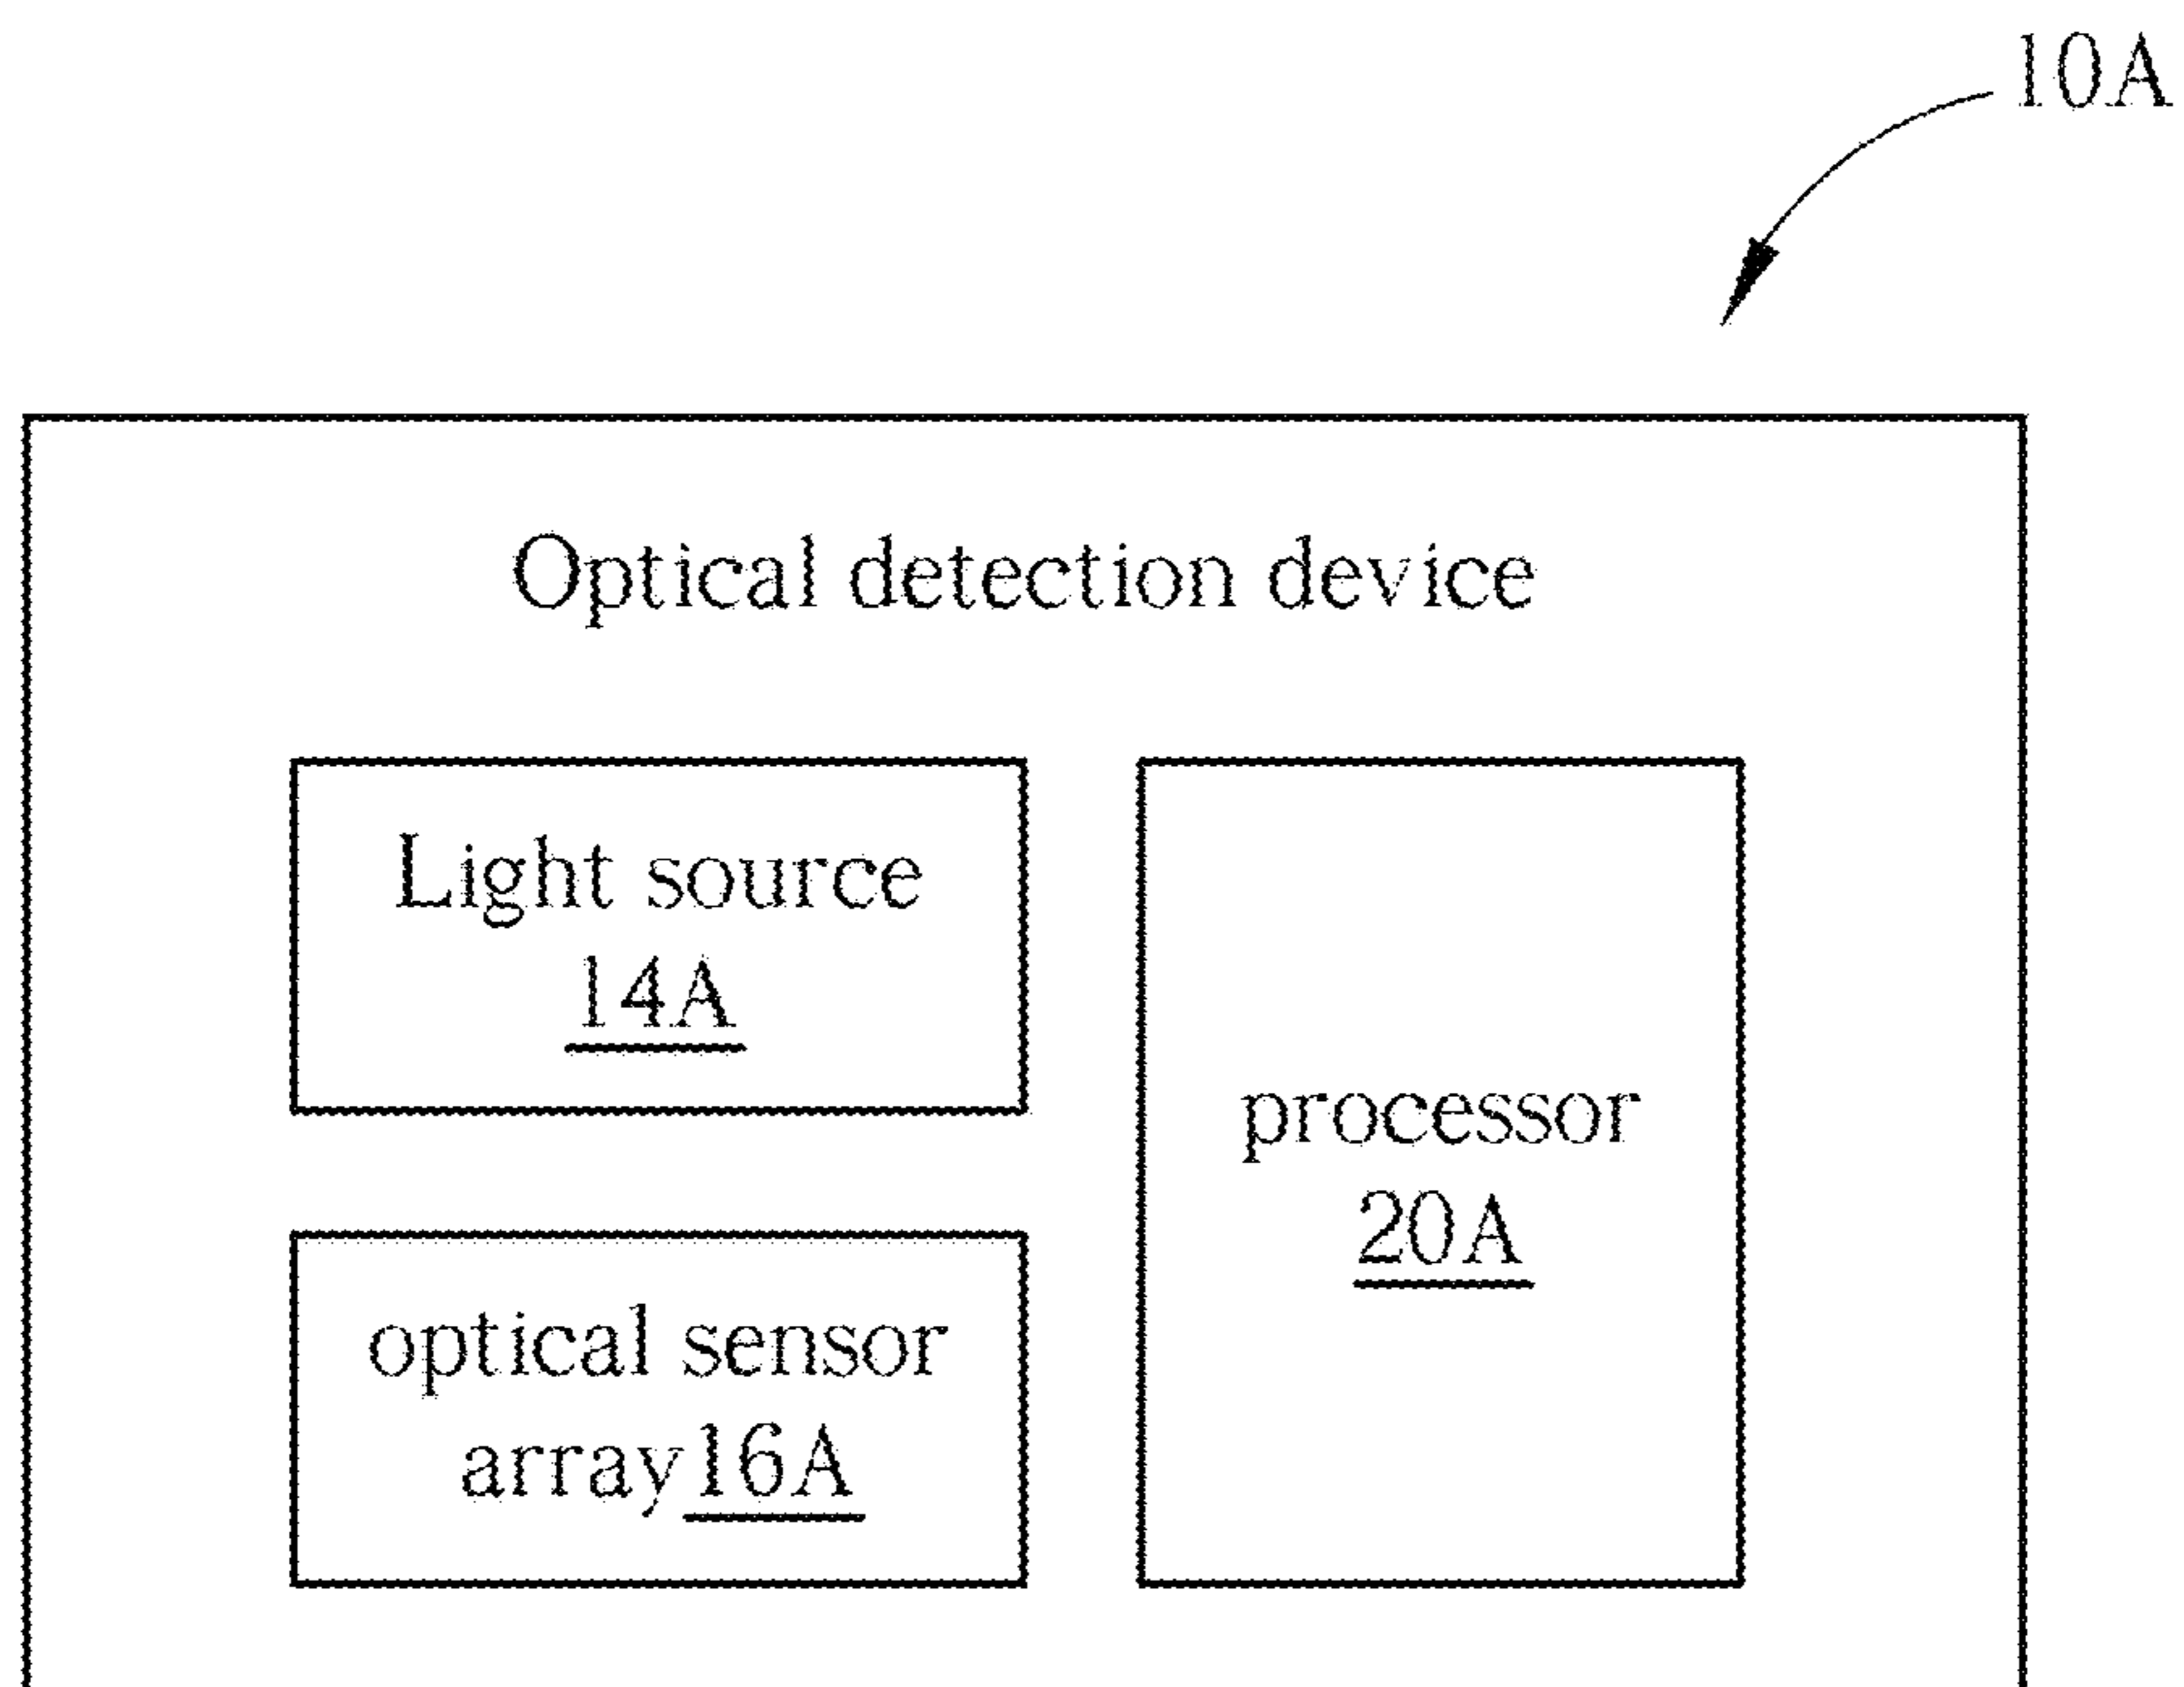 10A
Optical detection device
Light source
14A
optical sensor
array16A
processor
20A